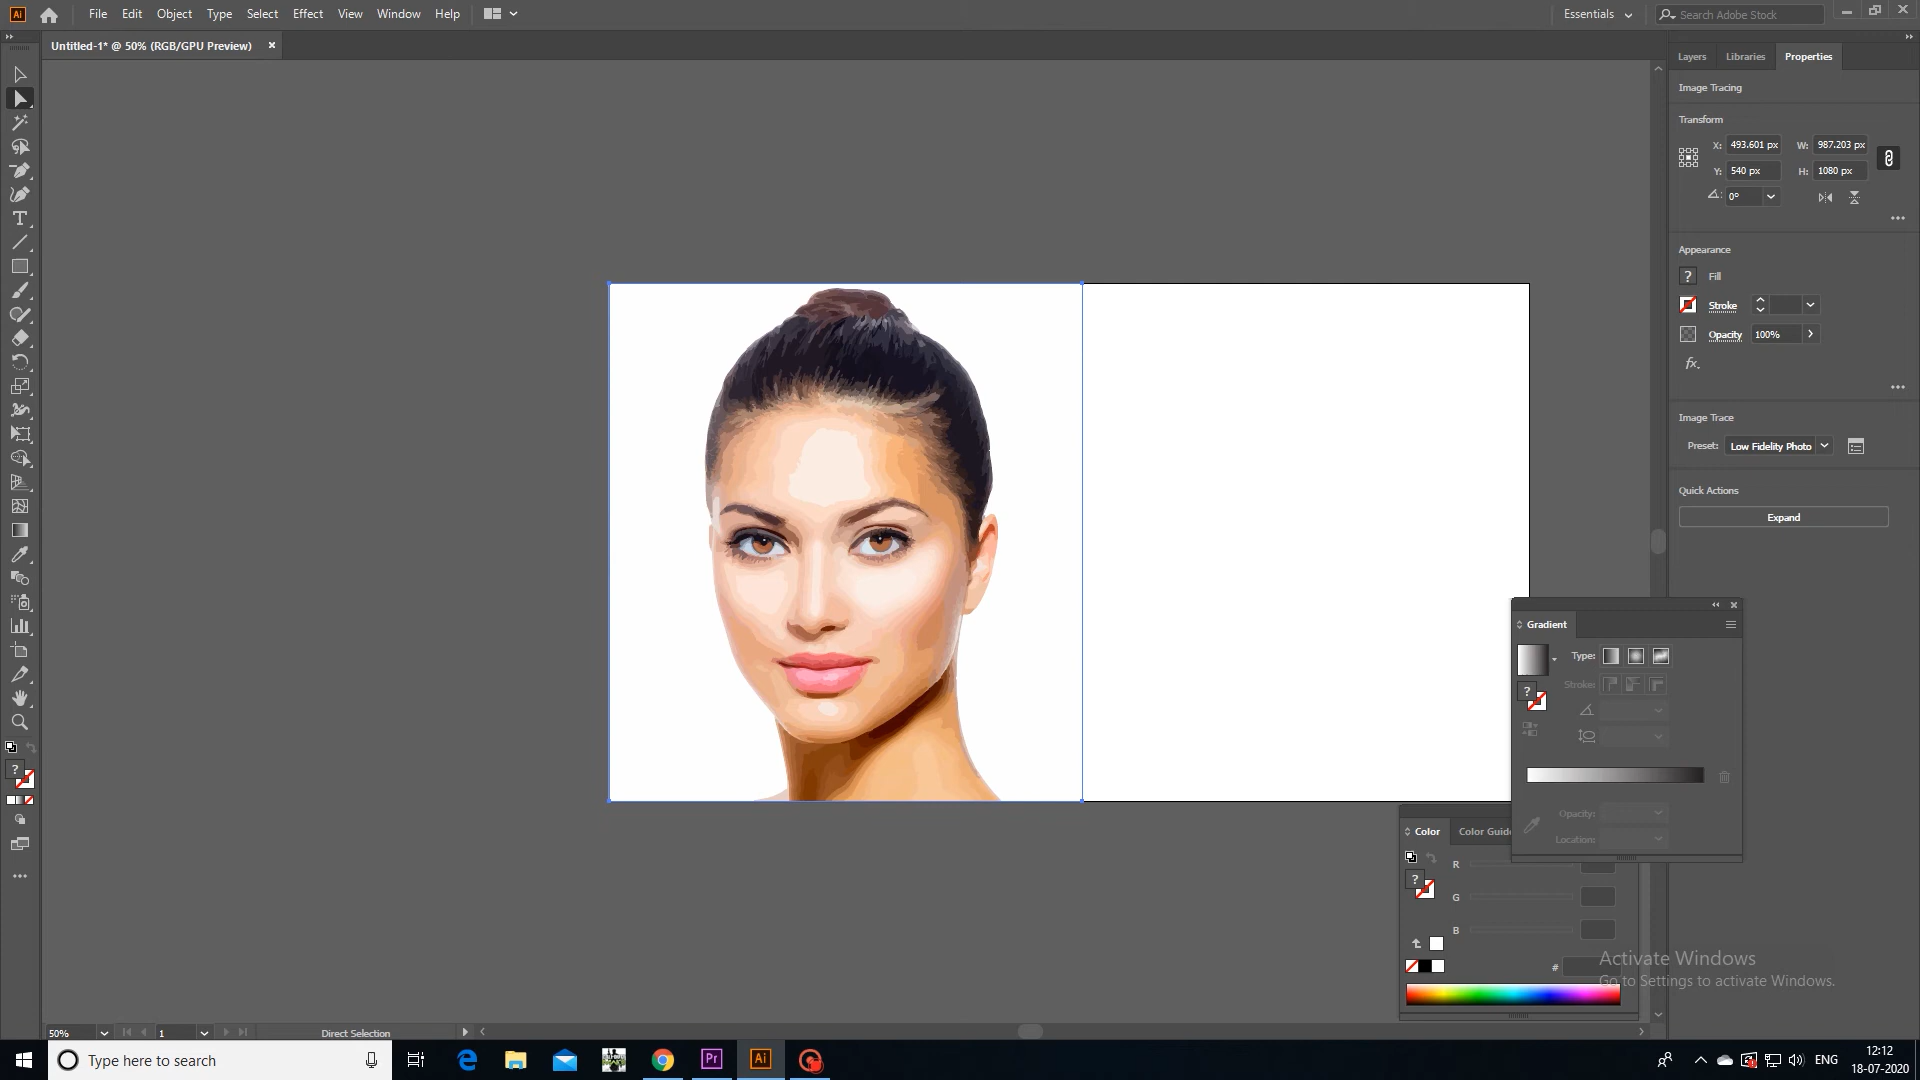 Ai File Edit Object Type Select Effect View Window Help Essentials Search Adobe Stock
Untitled-1* @ 50% (RGB/GPU Preview)
Layers Libraries Properties
Image Tracing
Transform
X: 493.601 px W: 987.203 px
Y: 540 px H: 1080 px
0°
Appearance
? Fill
Stroke
Opacity 100%
fx.
Image Trace
Preset: Low Fidelity Photo
Quick Actions
Expand
Gradient
Type:
Stroke:
?
Opacity:
Location:
Color Color Guide
R
?
G
B
#
Activate Windows
Go to Settings to activate Windows.
?
50% 1 Direct Selection
Type here to search
Pr Ai ENG
12:12
18-07-2020